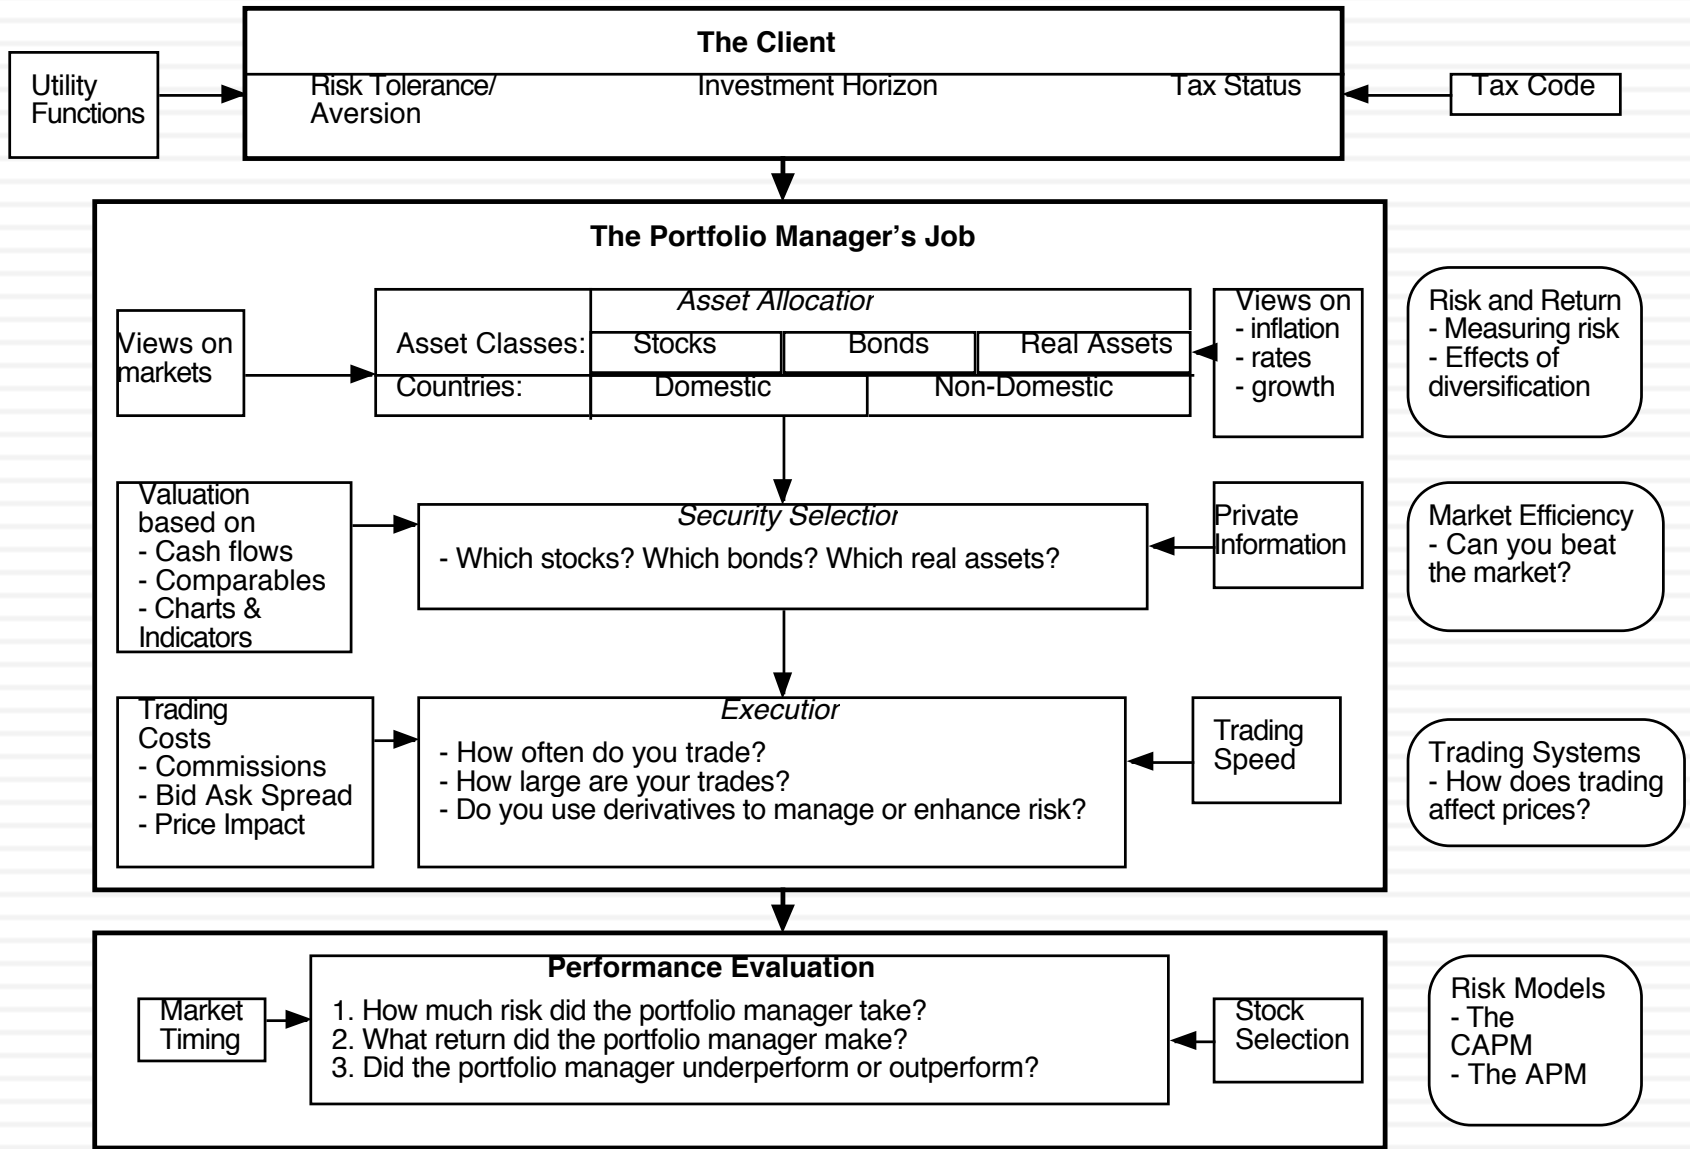 The Client
Utility
Functions
Risk Tolerance/
Aversion
Investment Horizon
Tax Status
Tax Code
The Portfolio Manager's Job
Views on
markets
Asset Allocation
Asset Classes:
Stocks
Bonds
Real Assets
Countries:
Domestic
Non-Domestic
Views on
- inflation
- rates
- growth
Risk and Return
- Measuring risk
- Effects of
diversification
Valuation
based on
- Cash flows
- Comparables
- Charts &
Indicators
Security Selection
- Which stocks? Which bonds? Which real assets?
Private
Information
Market Efficiency
- Can you beat
the market?
Trading
Costs
- Commissions
- Bid Ask Spread
- Price Impact
Execution
- How often do you trade?
- How large are your trades?
- Do you use derivatives to manage or enhance risk?
Trading
Speed
Trading Systems
- How does trading
affect prices?
Performance Evaluation
Market
Timing
1. How much risk did the portfolio manager take?
2. What return did the portfolio manager make?
3. Did the portfolio manager underperform or outperform?
Stock
Selection
Risk Models
- The
CAPM
- The APM